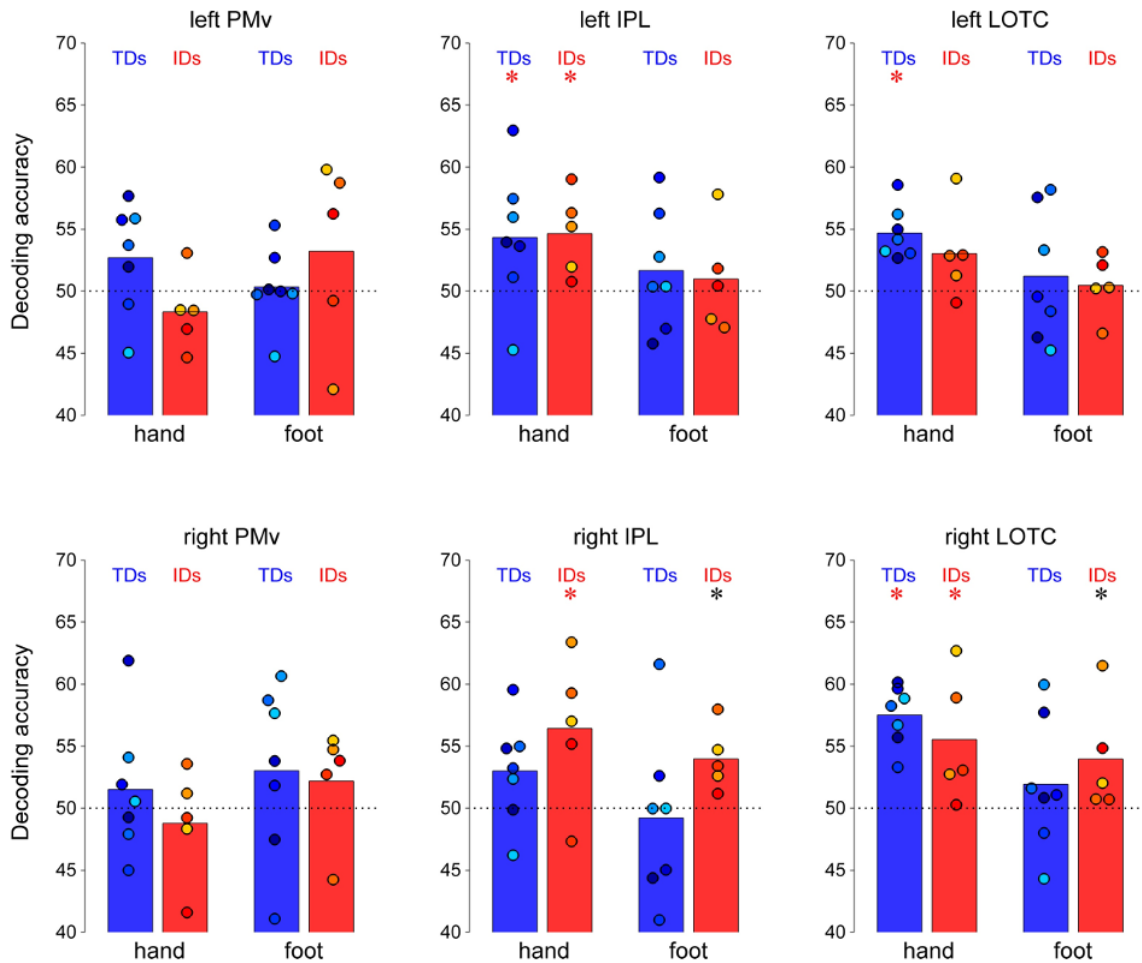 left PMv
left IPL
left LOTC
70
65
60
55
50
45
40
Decoding accuracy
TDs IDs TDs IDs
hand foot
70
65
60
55
50
45
40
TDs IDs TDs IDs
* *
hand foot
70
65
60
55
50
45
40
TDs IDs TDs IDs
*
hand foot
right PMv
right IPL
right LOTC
70
65
60
55
50
45
40
Decoding accuracy
TDs IDs TDs IDs
hand foot
70
65
60
55
50
45
40
TDs IDs TDs IDs
* *
hand foot
70
65
60
55
50
45
40
TDs IDs TDs IDs
* * *
hand foot